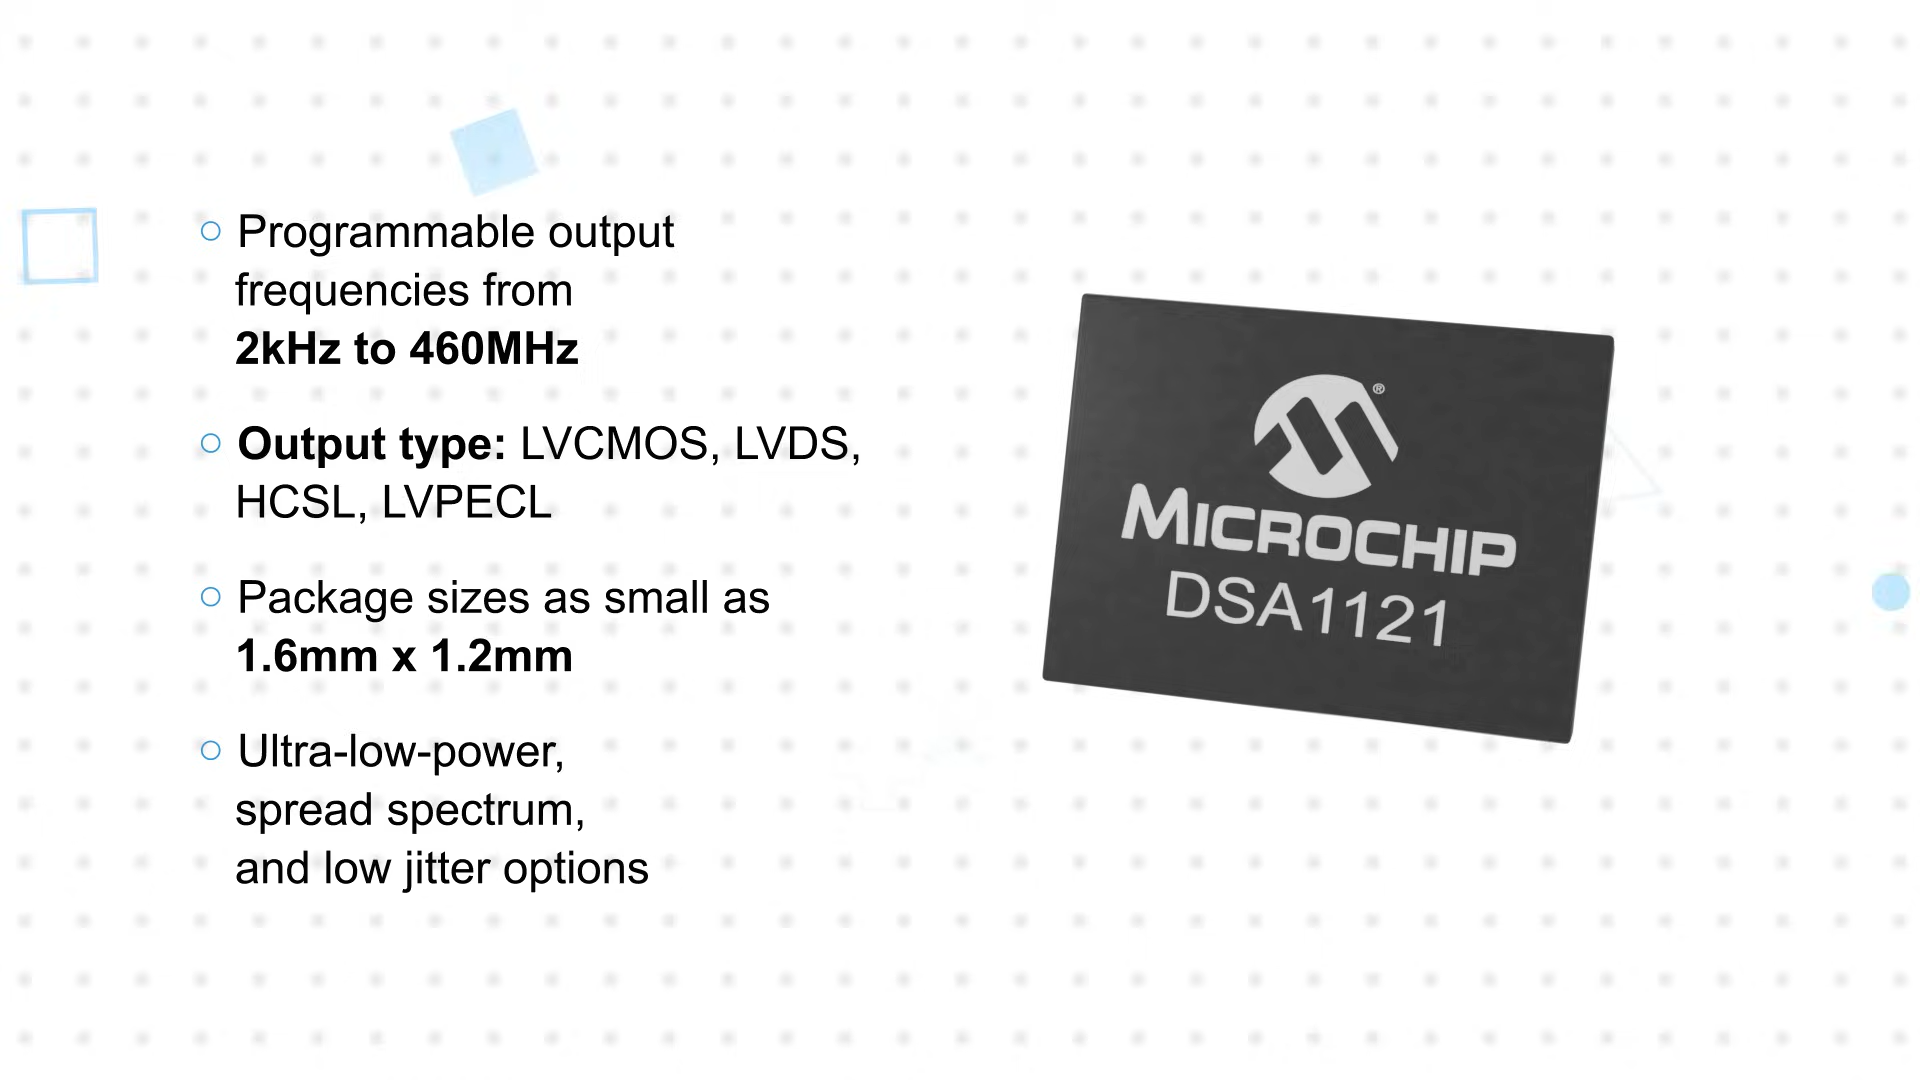 Programmable output
frequencies from
2kHz to 460MHz
Output type: LVCMOS, LVDS,
HCSL, LVPECL
Package sizes as small as
1.6mm x 1.2mm
Ultra-low-power,
spread spectrum,
and low jitter options
®
MICROCHIP
DSA1121